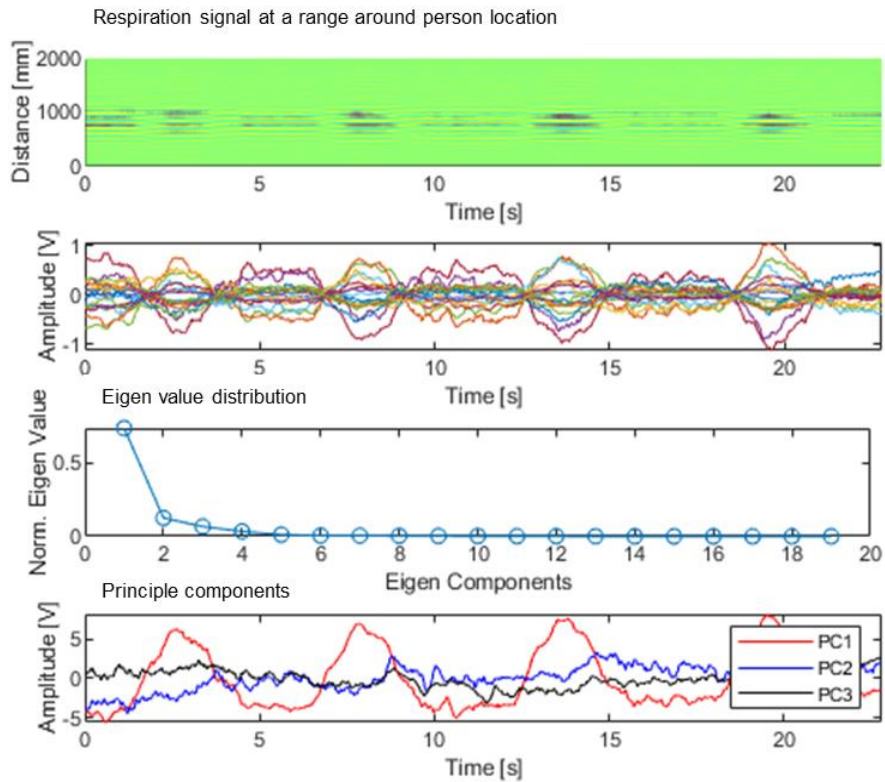 Respiration signal at a range around person location
Distance [mm]
2000
1000
0
0 5 10 15 20
Time [s]
Amplitude [V]
1
0
-1
0 5 10 15 20
Time [s]
Eigen value distribution
Norm. Eigen Value
0.5
0
0 2 4 6 8 10 12 14 16 18 20
Eigen Components
Principle components
Amplitude [V]
5
0
-5
PC1
PC2
PC3
0 5 10 15 20
Time [s]